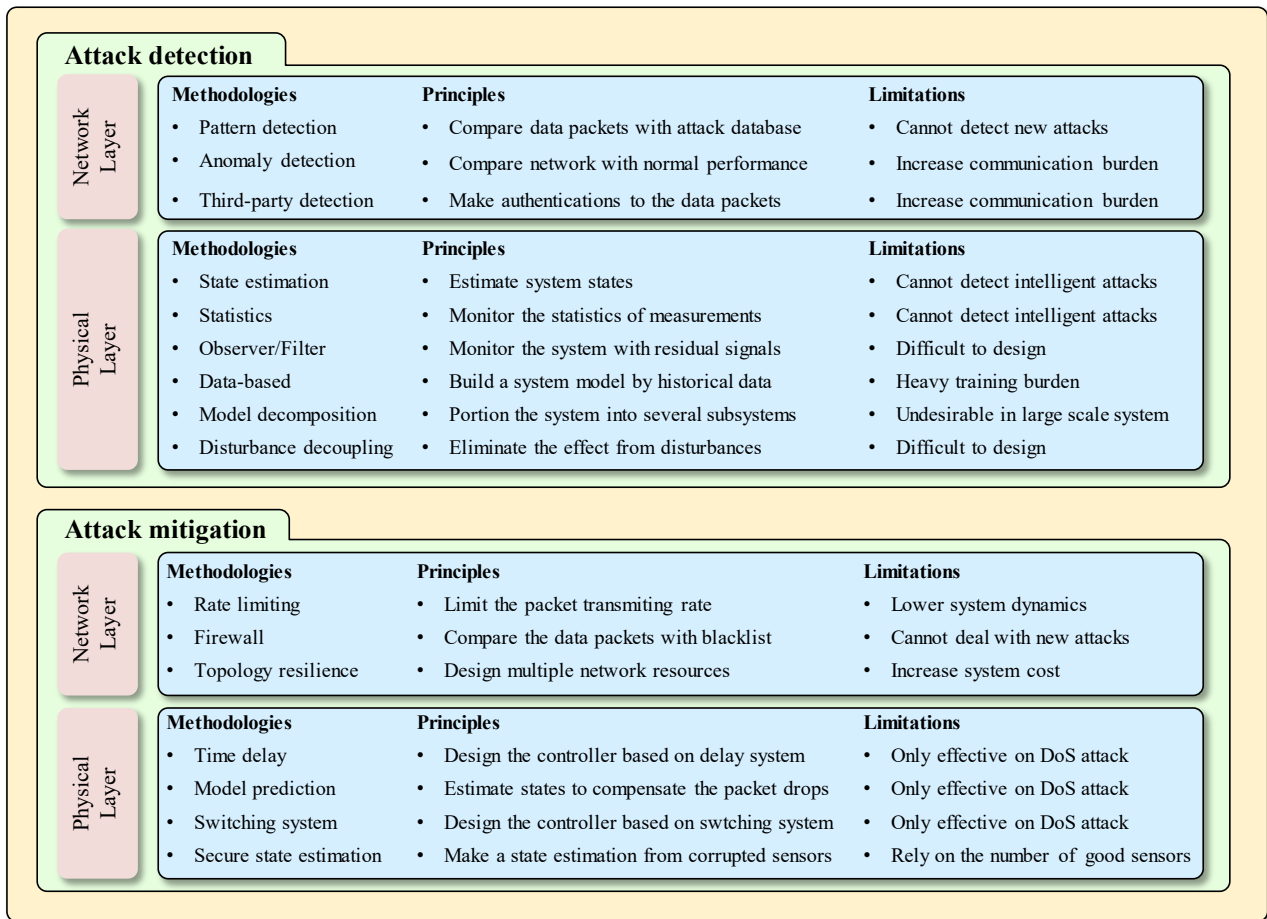 Attack detection
Network
Layer
Methodologies Principles Limitations
• Pattern detection • Compare data packets with attack database • Cannot detect new attacks
• Anomaly detection • Compare network with normal performance • Increase communication burden
• Third-party detection • Make authentications to the data packets • Increase communication burden
Physical
Layer
Methodologies Principles Limitations
• State estimation • Estimate system states • Cannot detect intelligent attacks
• Statistics • Monitor the statistics of measurements • Cannot detect intelligent attacks
• Observer/Filter • Monitor the system with residual signals • Difficult to design
• Data-based • Build a system model by historical data • Heavy training burden
• Model decomposition • Portion the system into several subsystems • Undesirable in large scale system
• Disturbance decoupling • Eliminate the effect from disturbances • Difficult to design
Attack mitigation
Network
Layer
Methodologies Principles Limitations
• Rate limiting • Limit the packet transmiting rate • Lower system dynamics
• Firewall • Compare the data packets with blacklist • Cannot deal with new attacks
• Topology resilience • Design multiple network resources • Increase system cost
Physical
Layer
Methodologies Principles Limitations
• Time delay • Design the controller based on delay system • Only effective on DoS attack
• Model prediction • Estimate states to compensate the packet drops • Only effective on DoS attack
• Switching system • Design the controller based on swtching system • Only effective on DoS attack
• Secure state estimation • Make a state estimation from corrupted sensors • Rely on the number of good sensors